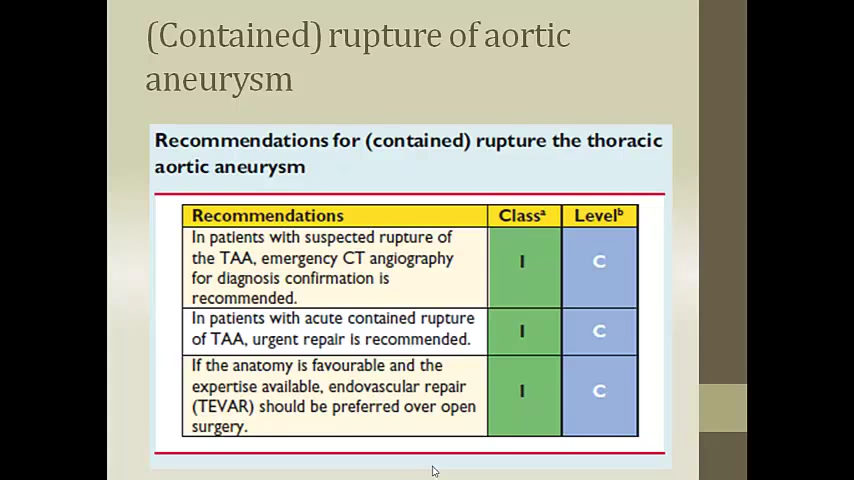 (Contained) rupture of aortic
aneurysm
Recommendations for (contained) rupture the thoracic
aortic aneurysm
Recommendations Classᵃ Levelᵇ
In patients with suspected rupture of
the TAA, emergency CT angiography
for diagnosis confirmation is
recommended.
I C
In patients with acute contained rupture
of TAA, urgent repair is recommended.
I C
If the anatomy is favourable and the
expertise available, endovascular repair
(TEVAR) should be preferred over open
surgery.
I C